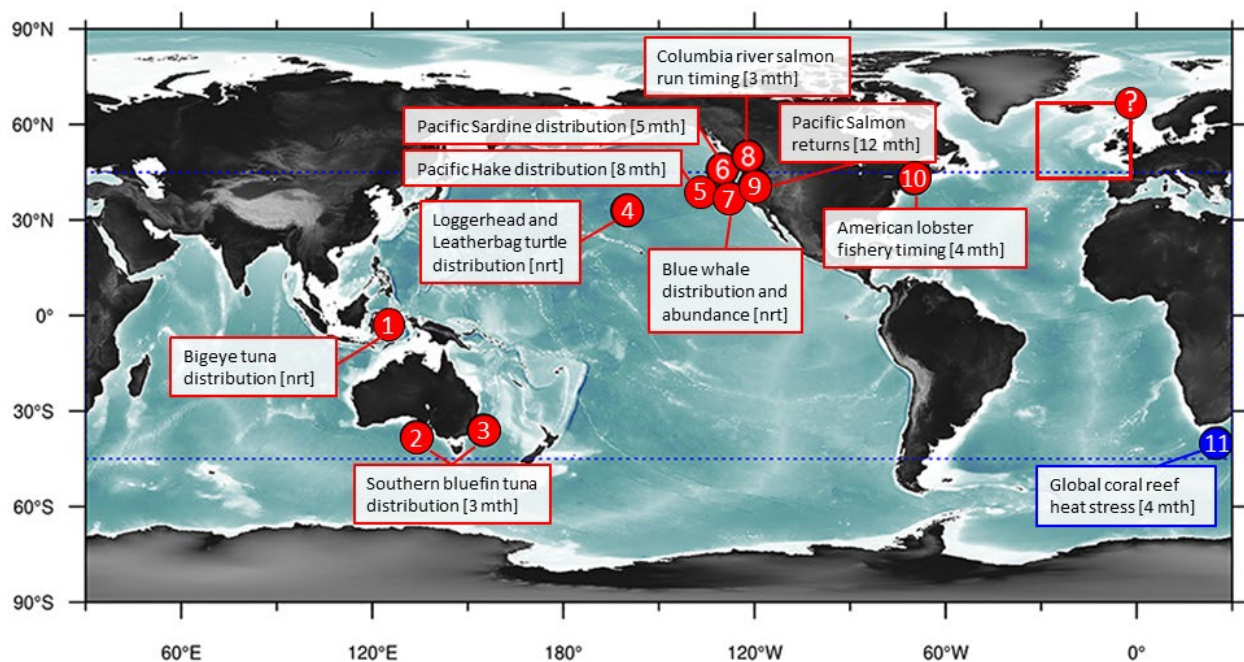 90°N
60°N
30°N
0°
30°S
60°S
90°S
Columbia river salmon
run timing [3 mth]
?
Pacific Sardine distribution [5 mth]
Pacific Salmon
returns [12 mth]
Pacific Hake distribution [8 mth]
8
6
5
7
9
10
4
Loggerhead and
Leatherbag turtle
distribution [nrt]
American lobster
fishery timing [4 mth]
Blue whale
distribution and
abundance [nrt]
1
Bigeye tuna
distribution [nrt]
2
3
11
Southern bluefin tuna
distribution [3 mth]
Global coral reef
heat stress [4 mth]
60°E
120°E
180°
120°W
60°W
0°